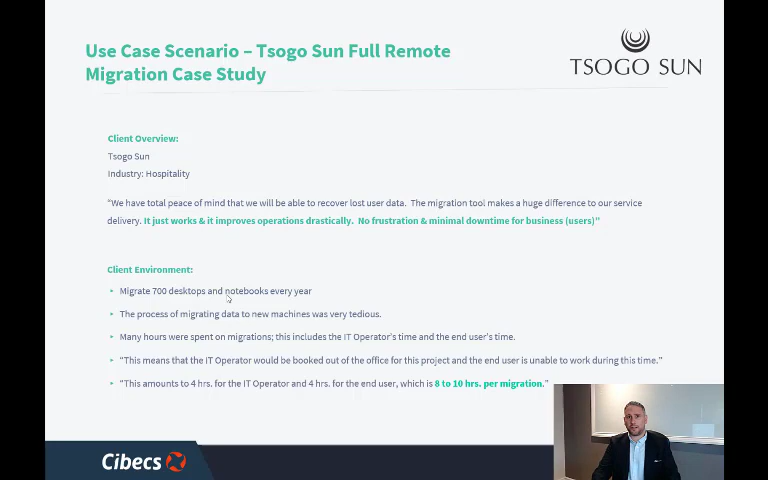 Use Case Scenario – Tsogo Sun Full Remote
Migration Case Study
TSOGO SUN
Client Overview:
Tsogo Sun
Industry: Hospitality
“We have total peace of mind that we will be able to recover lost user data.  The migration tool makes a huge difference to our service
delivery. It just works & it improves operations drastically.  No frustration & minimal downtime for business (users)”
Client Environment:
Migrate 700 desktops and notebooks every year
The process of migrating data to new machines was very tedious.
Many hours were spent on migrations; this includes the IT Operator's time and the end user's time.
“This means that the IT Operator would be booked out of the office for this project and the end user is unable to work during this time.”
“This amounts to 4 hrs. for the IT Operator and 4 hrs. for the end user, which is 8 to 10 hrs. per migration.”
Cibecs